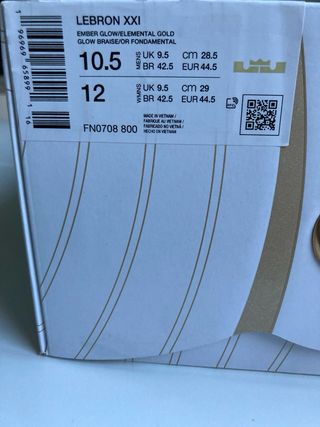 LEBRON XXI
EMBER GLOW/ELEMENTAL GOLD
GLOW BRAISE/OR FONDAMENTAL
10.5 MENS UK 9.5 cm 28.5
BR 42.5 EUR 44.5
12 WMNS UK 9.5 cm 29
BR 42.5 EUR 44.5
FN0708 800
MADE IN VIETNAM /
FABRIQUÉ AU VIETNAM /
FABRICADO NO VIETNÃ /
HECHO EN VIETNAM